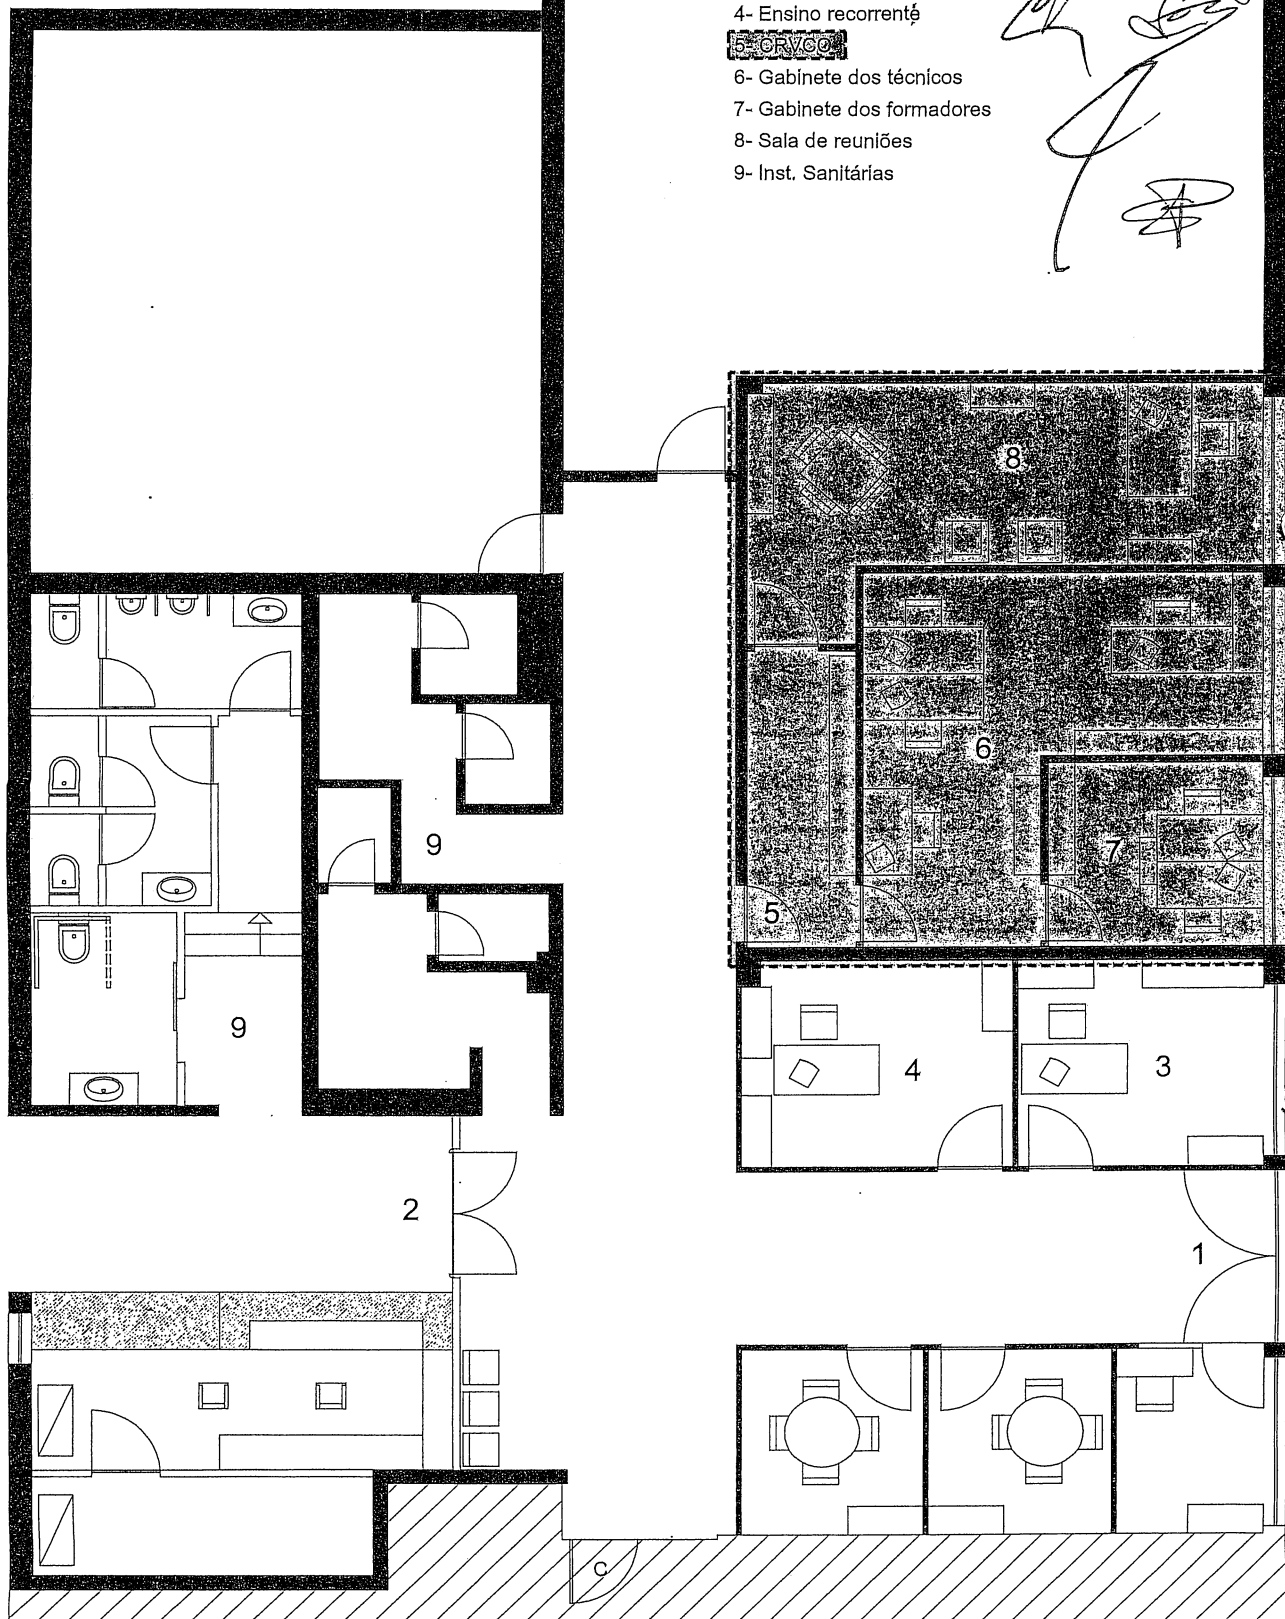 4- Ensino recorrente
5- CRVCC
6- Gabinete dos técnicos
7- Gabinete dos formadores
8- Sala de reuniões
9- Inst. Sanitárias
8
6
7
5
9
9
4
3
2
1
C